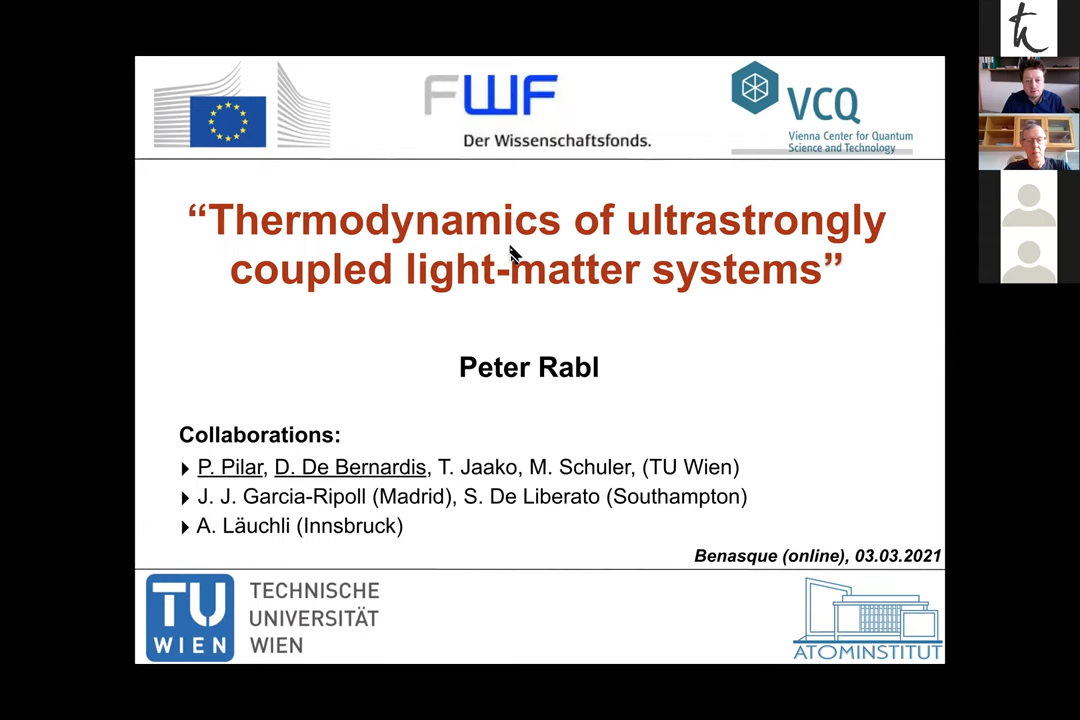 FWF
Der Wissenschaftsfonds.
VCQ
Vienna Center for Quantum
Science and Technology
“Thermodynamics of ultrastrongly
coupled light-matter systems”
Peter Rabl
Collaborations:
P. Pilar, D. De Bernardis, T. Jaako, M. Schuler, (TU Wien)
J. J. Garcia-Ripoll (Madrid), S. De Liberato (Southampton)
A. Läuchli (Innsbruck)
Benasque (online), 03.03.2021
TU
WIEN
TECHNISCHE
UNIVERSITÄT
WIEN
ATOMINSTITUT